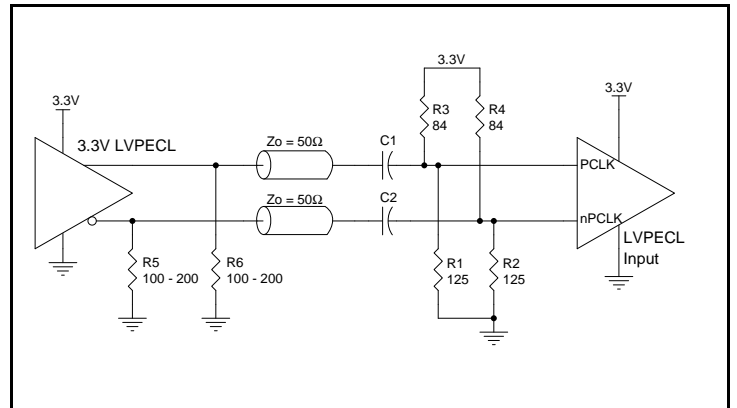 3.3V
3.3V
3.3V
R3
84
R4
84
3.3V LVPECL
Zo = 50Ω
C1
PCLK
Zo = 50Ω
C2
nPCLK
LVPECL
Input
R5
100 - 200
R6
100 - 200
R1
125
R2
125